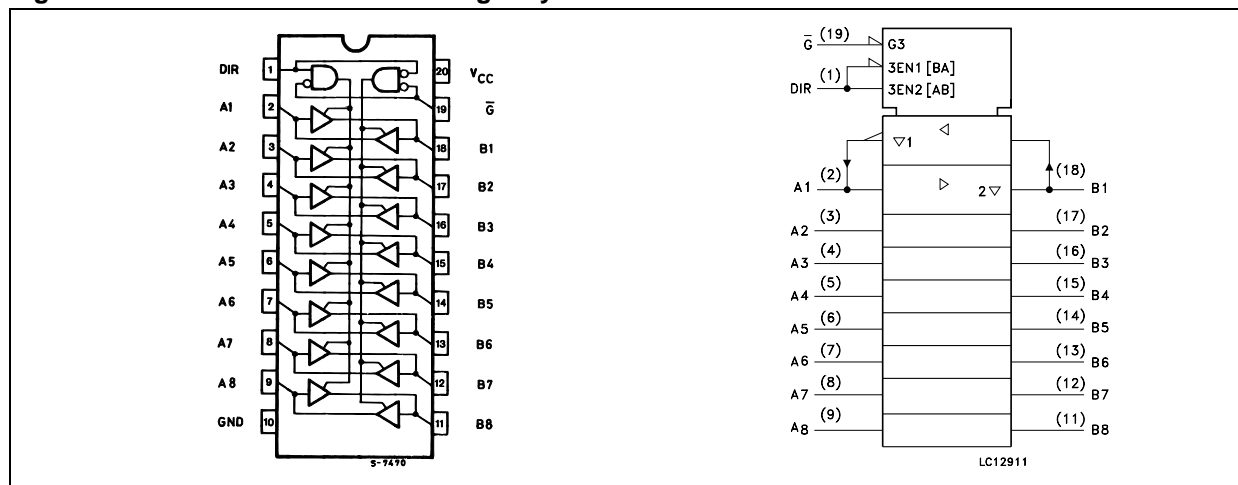 DIR 1 20 VCC
A1 2 19 G̅
A2 3 18 B1
A3 4 17 B2
A4 5 16 B3
A5 6 15 B4
A6 7 14 B5
A7 8 13 B6
A8 9 12 B7
GND 10 11 B8
S-7470
G̅ (19) G3
3EN1 [BA]
DIR (1) 3EN2 [AB]
▽1 ◁
A1 (2) ▷ 2▽ (18) B1
A2 (3) (17) B2
A3 (4) (16) B3
A4 (5) (15) B4
A5 (6) (14) B5
A6 (7) (13) B6
A7 (8) (12) B7
A8 (9) (11) B8
LC12911